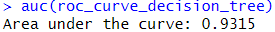 > auc(roc_curve_decision_tree)
Area under the curve: 0.9315